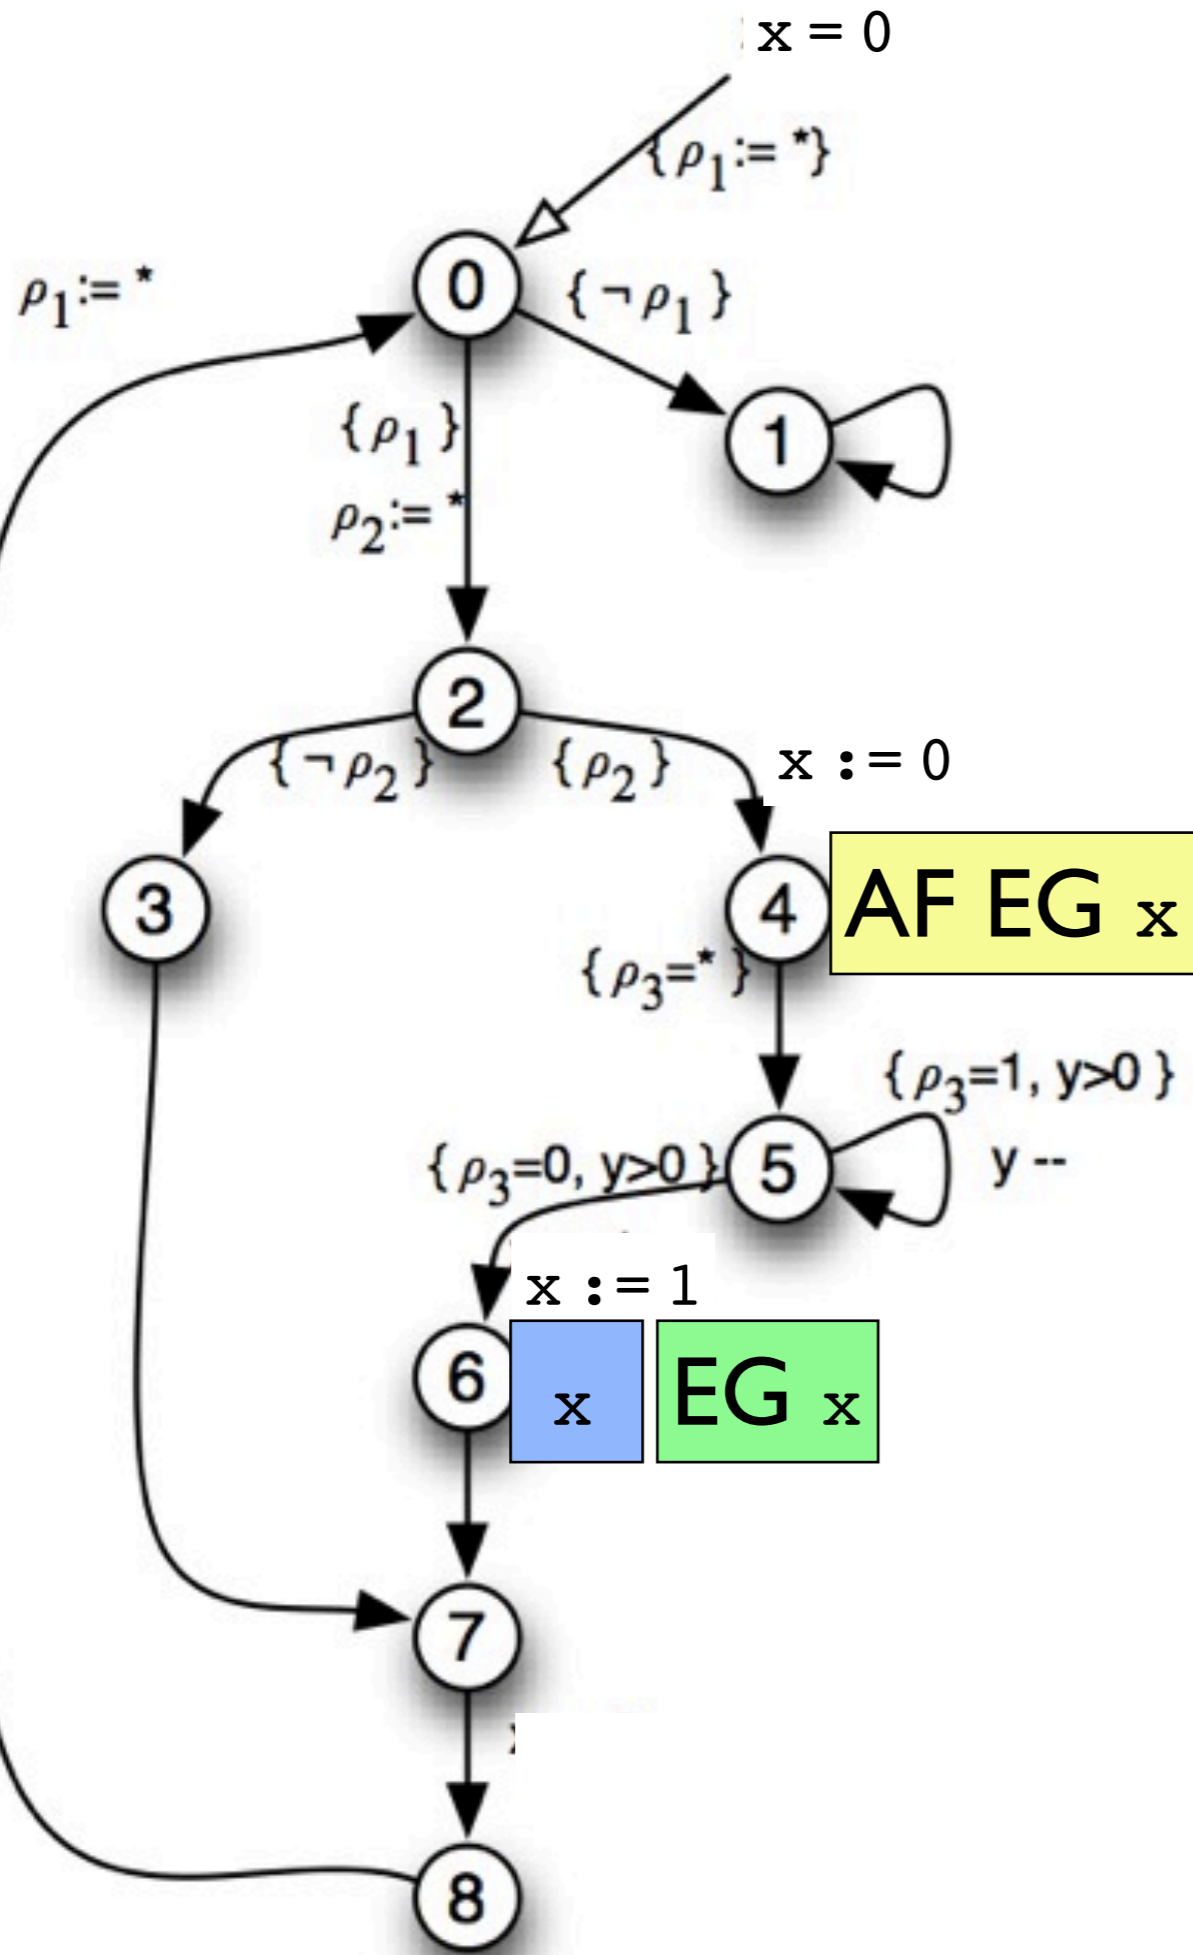 x = 0
{ ρ1:= *}
0
{ ¬ ρ1 }
ρ1:= *
{ ρ1 }
1
ρ2:= *
2
{ ¬ ρ2 }
{ ρ2 }
x := 0
3
4
AF EG x
{ ρ3=* }
{ ρ3=1, y>0 }
{ ρ3=0, y>0 }
5
y --
x := 1
6
x
EG x
7
8